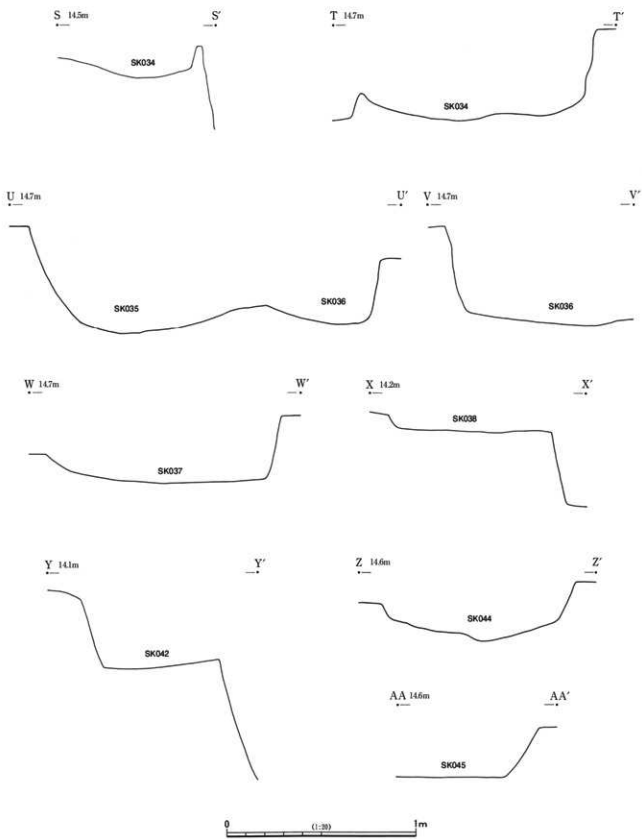 S 14.5m S′
SK034
T 14.7m T′
SK034
U 14.7m U′
SK035 SK036
V 14.7m V′
SK036
W 14.7m W′
SK037
X 14.2m X′
SK038
Y 14.1m Y′
SK042
Z 14.6m Z′
SK044
AA 14.6m AA′
SK045
0 (1:20) 1m